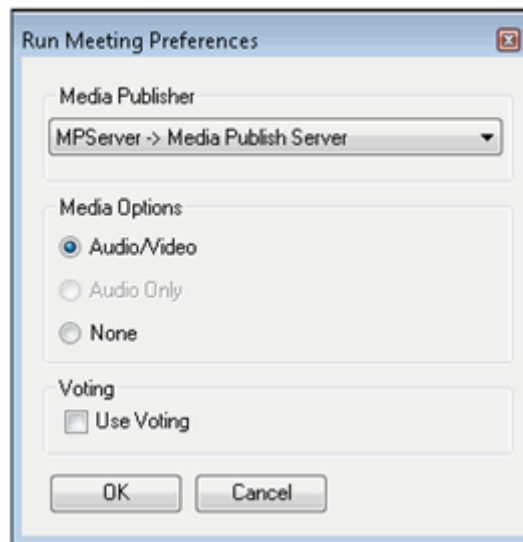 Run Meeting Preferences
Media Publisher
MPServer -> Media Publish Server
Media Options
Audio/Video
Audio Only
None
Voting
Use Voting
OK Cancel